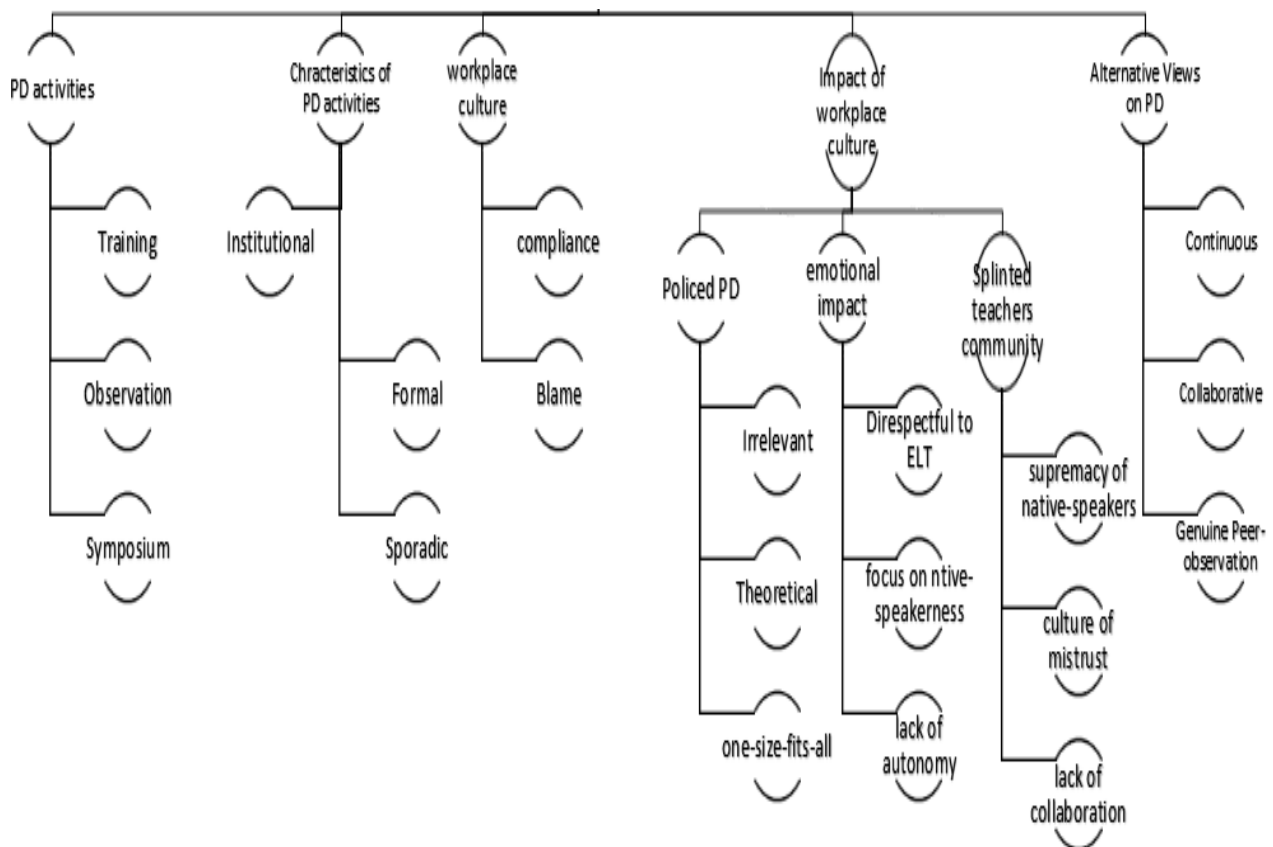 PD activities
Chracteristics of
PD activities
workplace
culture
Impact of
workplace
culture
Alternative Views
on PD
Training
Observation
Symposium
Institutional
Formal
Sporadic
compliance
Blame
Policed PD
Irrelevant
Theoretical
one-size-fits-all
emotional
impact
Direspectful to
ELT
focus on ntive-
speakerness
lack of
autonomy
Splinted
teachers
community
supremacy of
native-speakers
culture of
mistrust
lack of
collaboration
Continuous
Collaborative
Genuine Peer-
observation